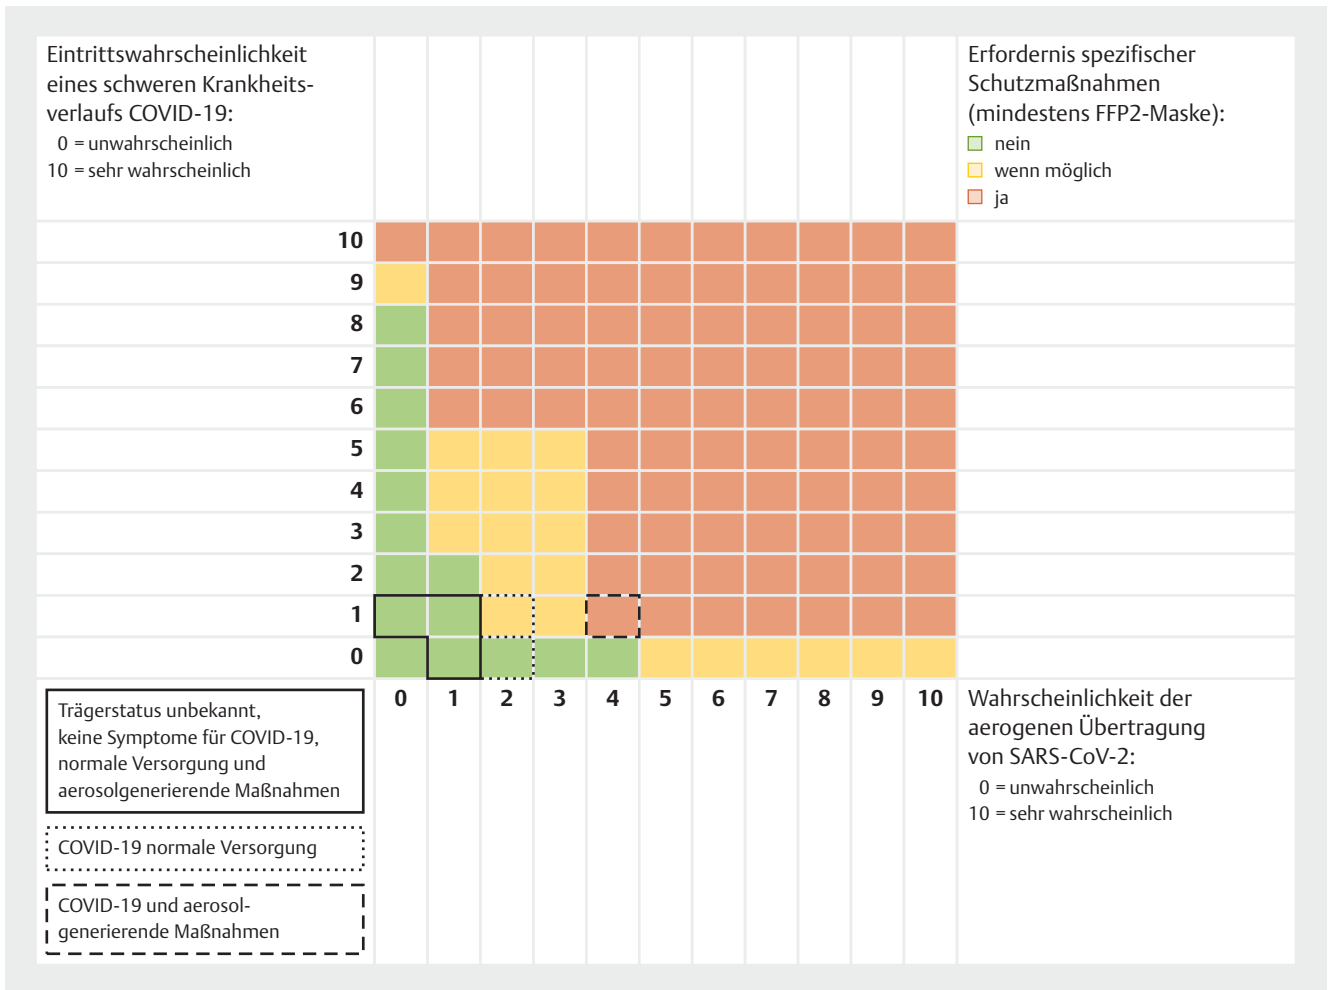 Eintrittswahrscheinlichkeit
eines schweren Krankheits-
verlaufs COVID-19:
0 = unwahrscheinlich
10 = sehr wahrscheinlich
Erfordernis spezifischer
Schutzmaßnahmen
(mindestens FFP2-Maske):
nein
wenn möglich
ja
10
9
8
7
6
5
4
3
2
1
0
0 1 2 3 4 5 6 7 8 9 10
Trägerstatus unbekannt,
keine Symptome für COVID-19,
normale Versorgung und
aerosolgenerierende Maßnahmen
COVID-19 normale Versorgung
COVID-19 und aerosol-
generierende Maßnahmen
Wahrscheinlichkeit der
aerogenen Übertragung
von SARS-CoV-2:
0 = unwahrscheinlich
10 = sehr wahrscheinlich